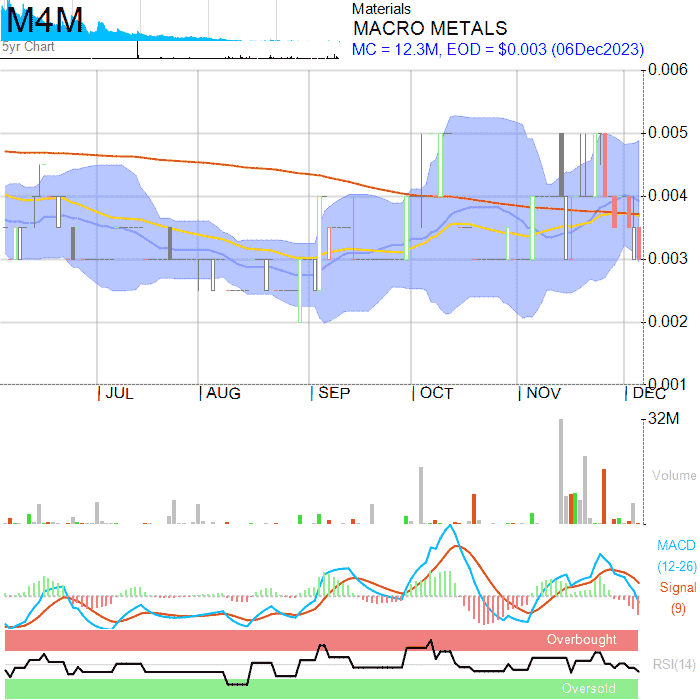 M4M
5yr Chart
Materials
MACRO METALS
MC = 12.3M, EOD = $0.003 (06Dec2023)
0.006
0.005
0.004
0.003
0.002
0.001
JUL
AUG
SEP
OCT
NOV
DEC
32M
Volume
MACD
(12-26)
Signal
(9)
Overbought
RSI(14)
Oversold